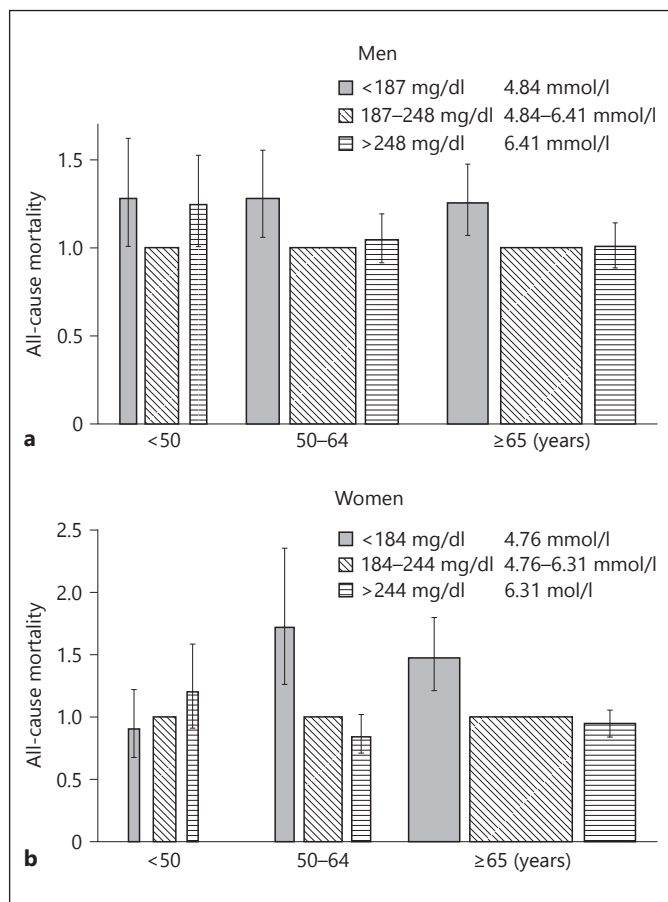 Men
<187 mg/dl 4.84 mmol/l
187–248 mg/dl 4.84–6.41 mmol/l
>248 mg/dl 6.41 mmol/l
All-cause mortality
1.5
1.0
0.5
0
a
<50 50–64 ≥65 (years)
Women
<184 mg/dl 4.76 mmol/l
184–244 mg/dl 4.76–6.31 mmol/l
>244 mg/dl 6.31 mol/l
All-cause mortality
2.5
2.0
1.5
1.0
0.5
0
b
<50 50–64 ≥65 (years)